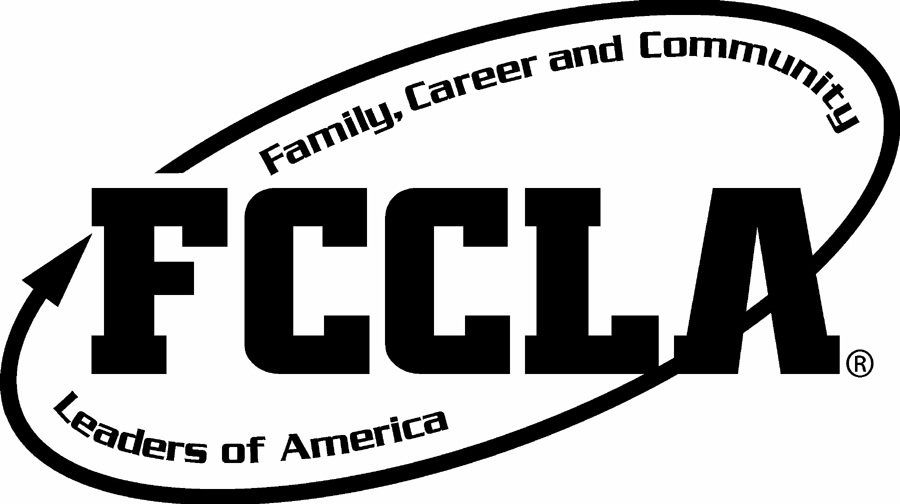 Family, Career and Community
FCCLA®
Leaders of America